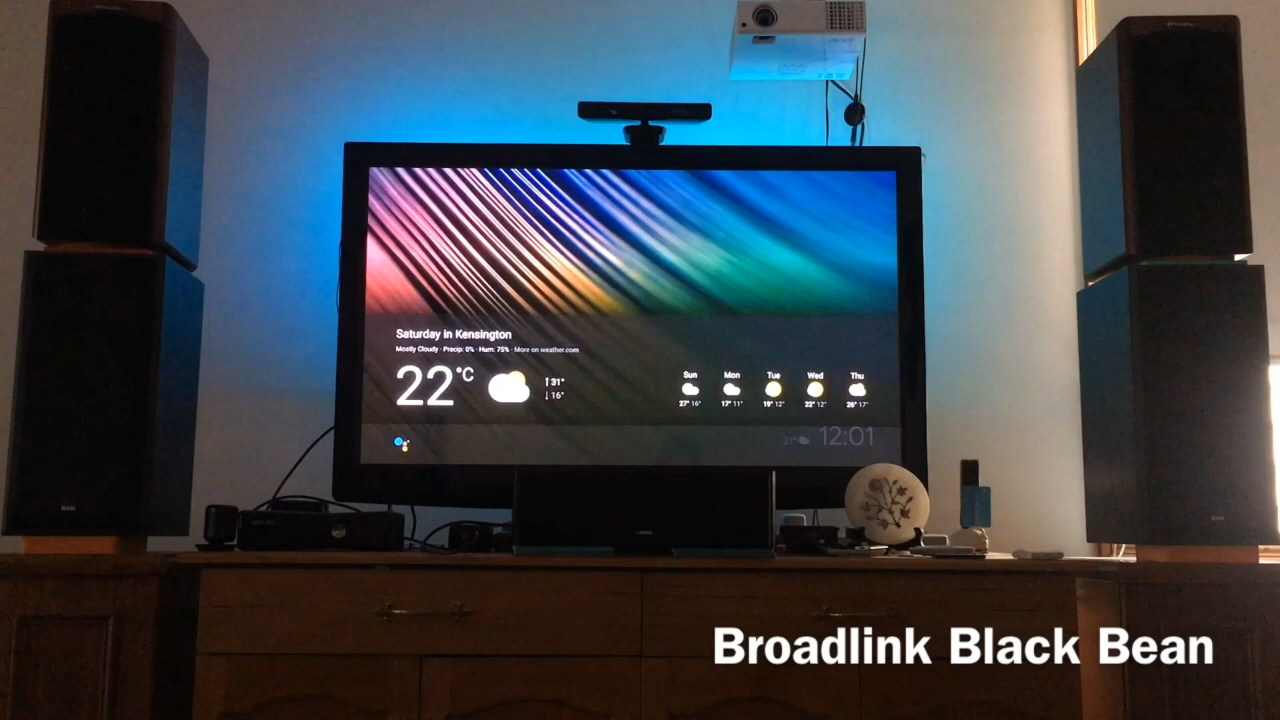 Saturday in Kensington
Mostly Cloudy · Precip: 0% · Hum: 75% · More on weather.com
22°C
↑ 31°
↓ 16°
Sun Mon Tue Wed Thu
27° 16° 17° 11° 19° 12° 22° 12° 26° 17°
21° 12:01
Broadlink Black Bean